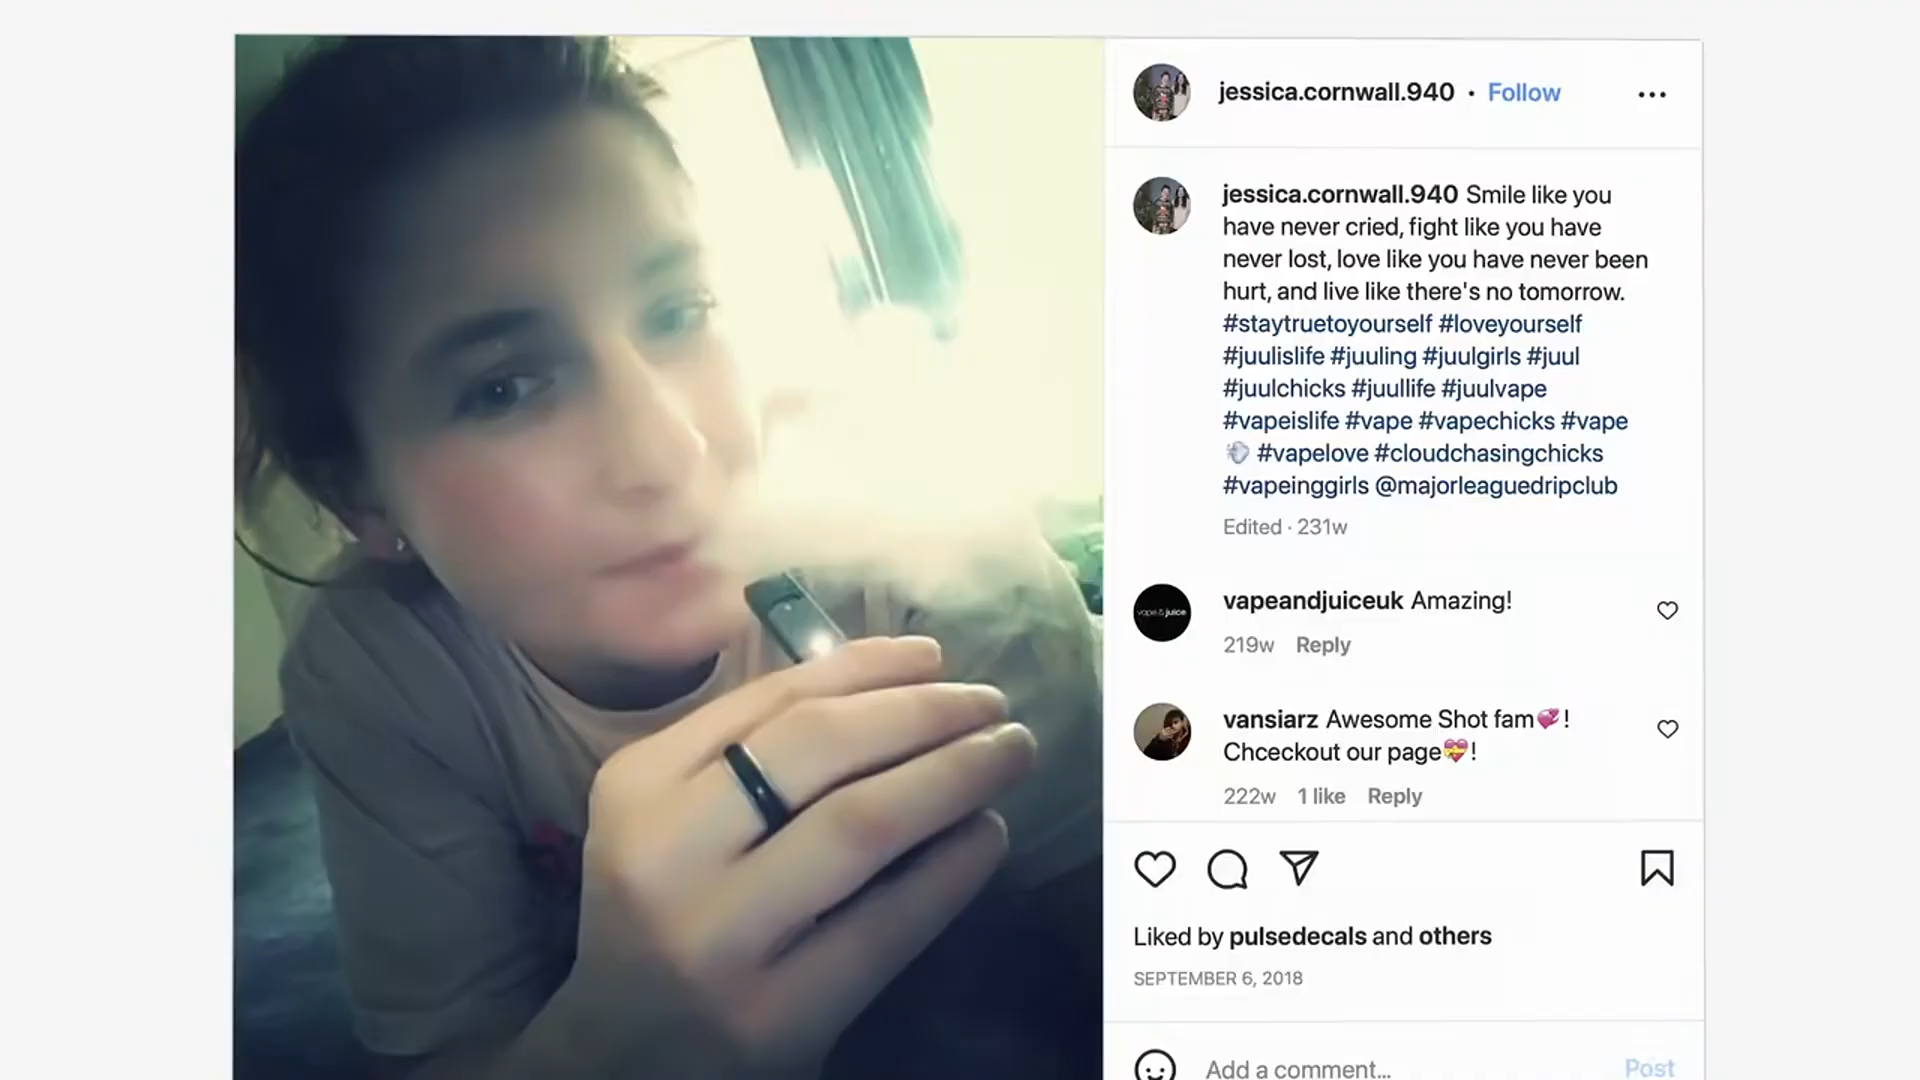 jessica.cornwall.940 • Follow
jessica.cornwall.940 Smile like you
have never cried, fight like you have
never lost, love like you have never been
hurt, and live like there's no tomorrow.
#staytruetoyourself #loveyourself
#juulislife #juuling #juulgirls #juul
#juulchicks #juullife #juulvape
#vapeislife #vape #vapechicks #vape
💨 #vapelove #cloudchasingchicks
#vapeinggirls @majorleaguedripclub
Edited · 231w
vape & juice
vapeandjuiceuk Amazing!
219w Reply
vansiarz Awesome Shot fam💞!
Chceckout our page💝!
222w 1 like Reply
Liked by pulsedecals and others
SEPTEMBER 6, 2018
Add a comment...
Post